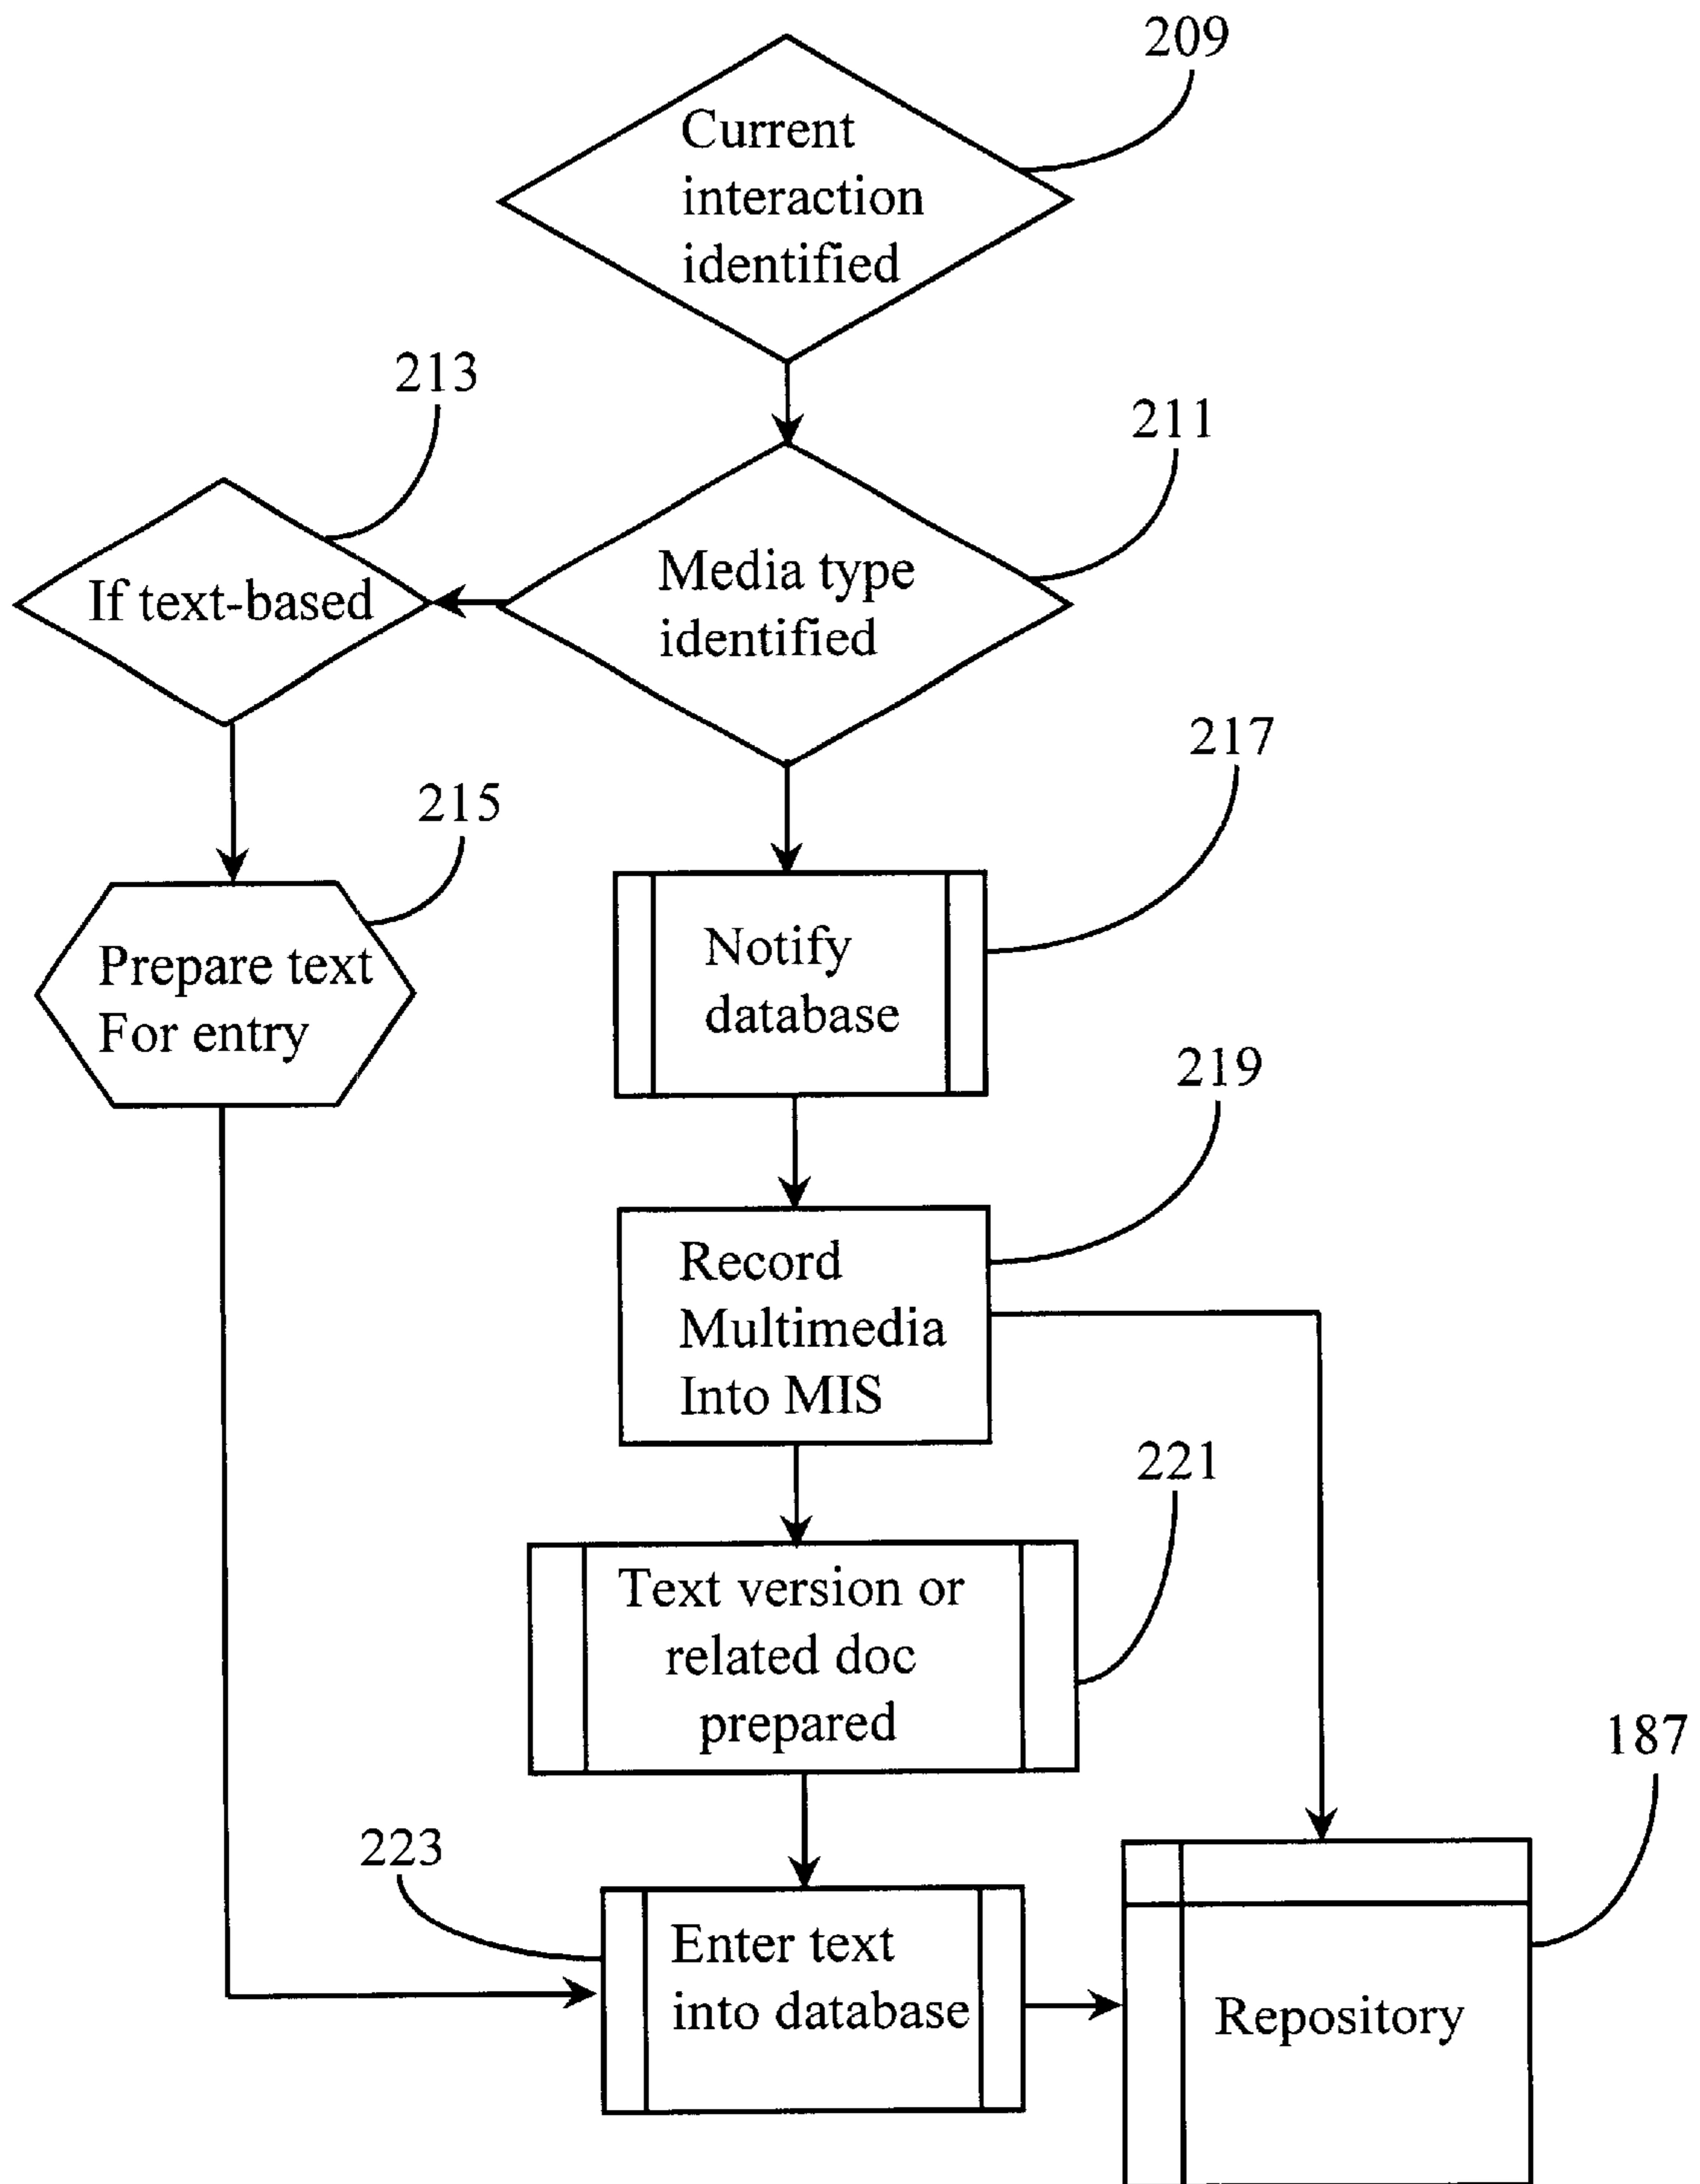 209
Current
interaction
identified
213
211
If text-based
Media type
identified
217
215
Prepare text
For entry
Notify
database
219
Record
Multimedia
Into MIS
221
Text version or
related doc
prepared
187
223
Enter text
into database
Repository